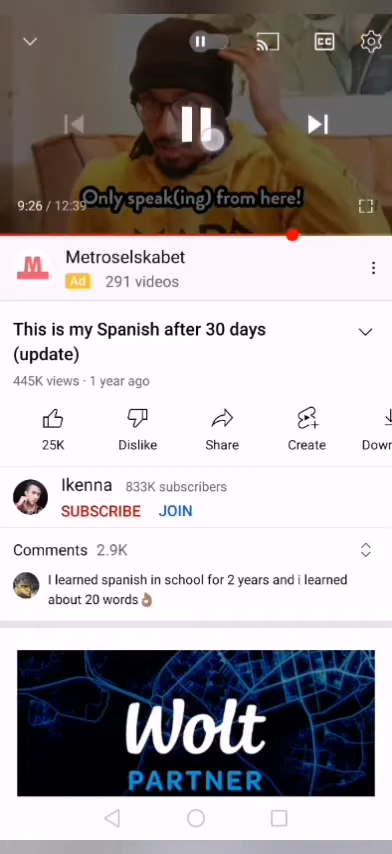 Only speak(ing) from here!
9:26 / 12:39
Metroselskabet
Ad 291 videos
This is my Spanish after 30 days
(update)
445K views · 1 year ago
25K Dislike Share Create Down
Ikenna 833K subscribers
SUBSCRIBE JOIN
Comments 2.9K
I learned spanish in school for 2 years and i learned
about 20 words👌🏽
Wolt
PARTNER